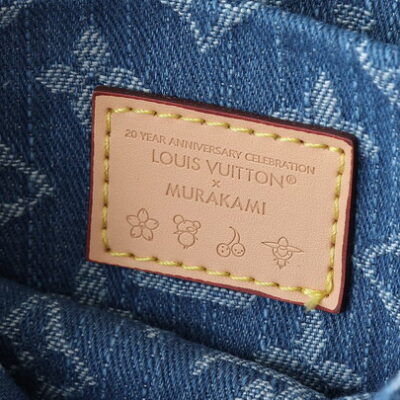 20 YEAR ANNIVERSARY CELEBRATION
LOUIS VUITTON®
×
MURAKAMI